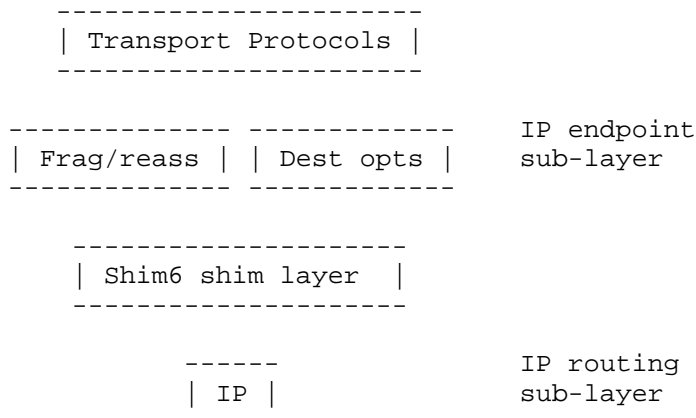 Transport Protocols
Frag/reass Dest opts IP endpoint
sub-layer
Shim6 shim layer
IP routing
IP sub-layer